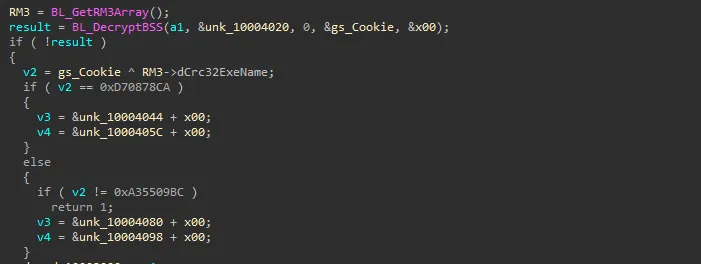 RM3 = BL_GetRM3Array();
result = BL_DecryptBSS(a1, &unk_10004020, 0, &gs_Cookie, &x00);
if ( !result )
{
v2 = gs_Cookie ^ RM3->dCrc32ExeName;
if ( v2 == 0xD70878CA )
{
v3 = &unk_10004044 + x00;
v4 = &unk_1000405C + x00;
}
else
{
if ( v2 != 0xA35509BC )
return 1;
v3 = &unk_10004080 + x00;
v4 = &unk_10004098 + x00;
}